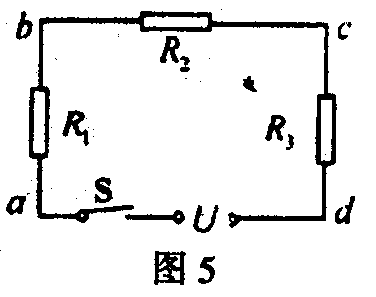 b R₂ c
R₁ R₃
a S U d
图 5